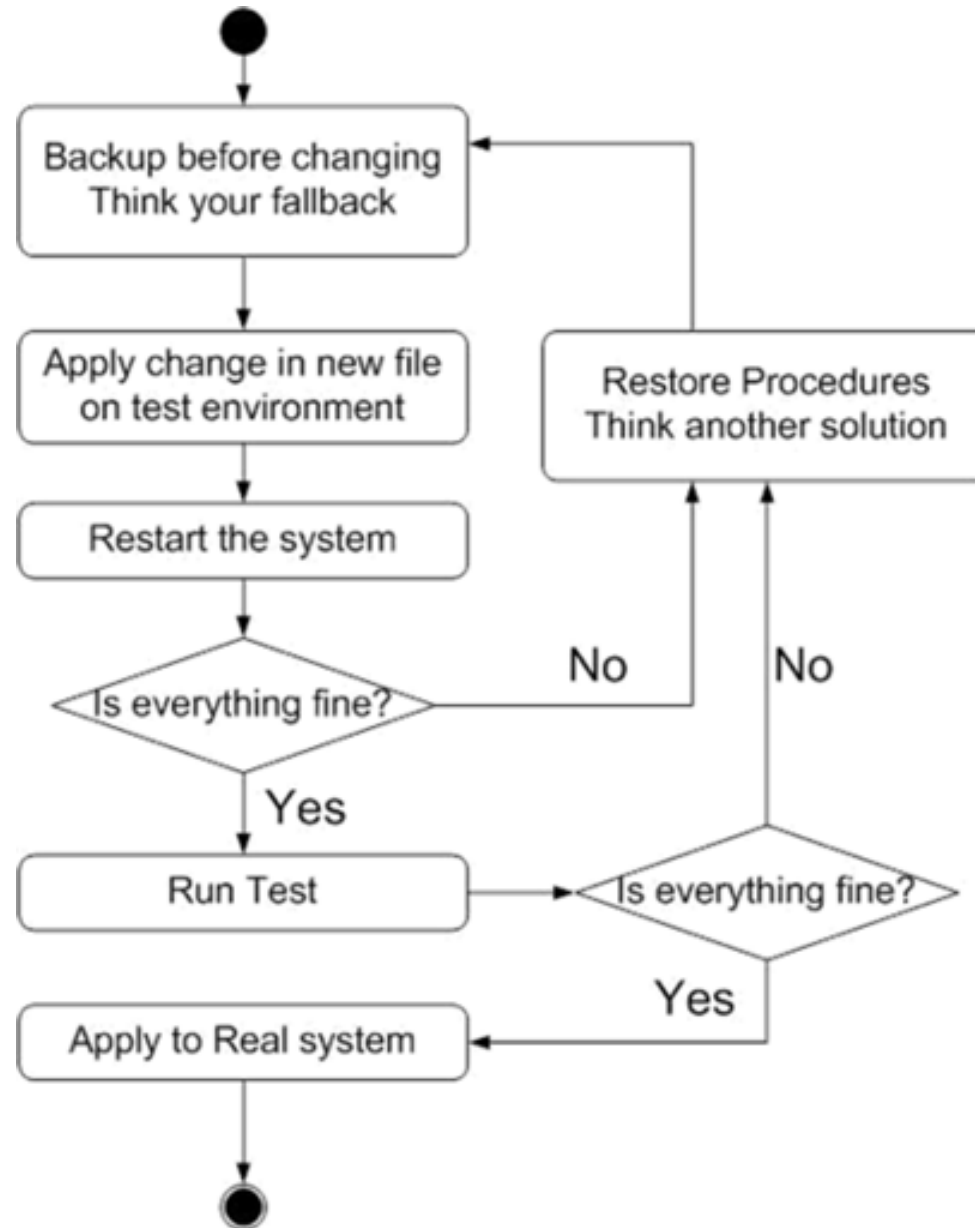 Backup before changing
Think your fallback
Apply change in new file
on test environment
Restore Procedures
Think another solution
Restart the system
Is everything fine?
No
No
Yes
Run Test
Is everything fine?
Yes
Apply to Real system